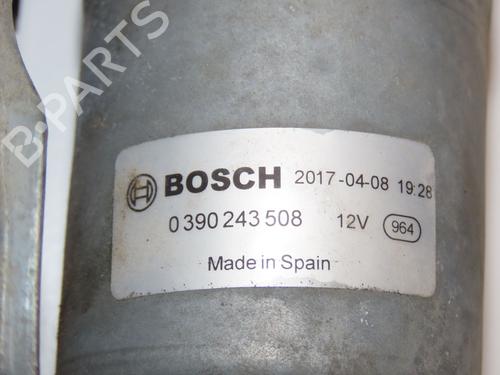 B-PARTS
BOSCH 2017-04-08 19:28
0 390 243 508 12V 964
Made in Spain